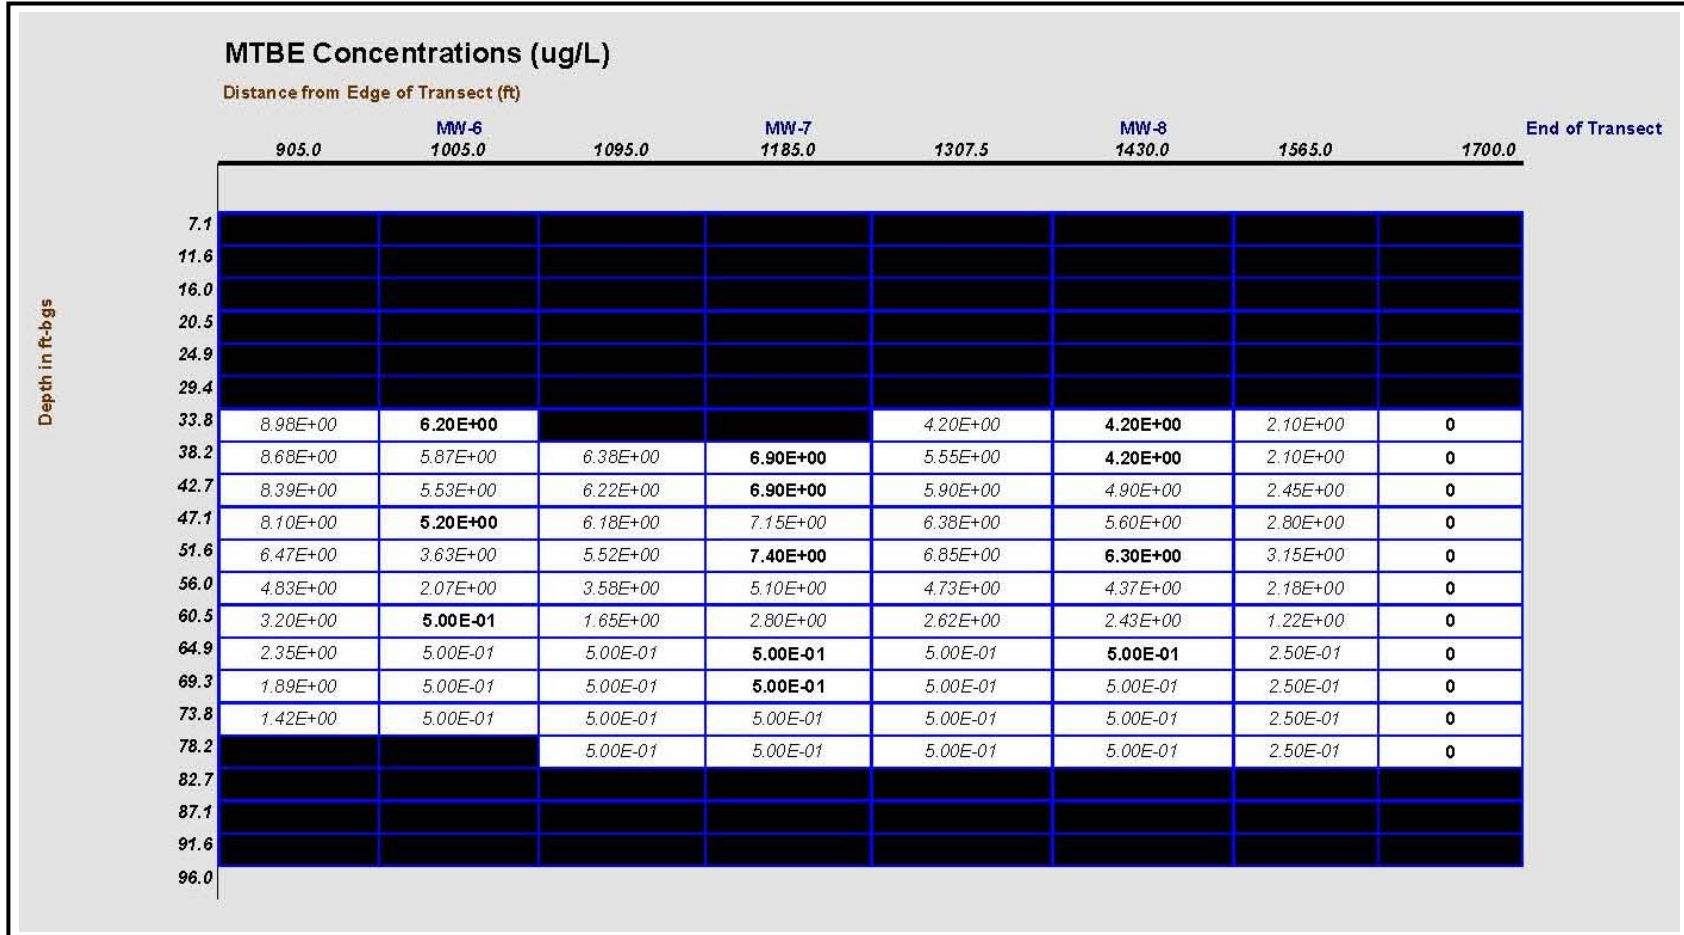 MTBE Concentrations (ug/L)
Distance from Edge of Transect (ft)
MW-6 MW-7 MW-8 End of Transect
905.0 1005.0 1095.0 1185.0 1307.5 1430.0 1565.0 1700.0
Depth in ft-bgs
7.1
11.6
16.0
20.5
24.9
29.4
33.8 8.98E+00 6.20E+00 4.20E+00 4.20E+00 2.10E+00 0
38.2 8.68E+00 5.87E+00 6.38E+00 6.90E+00 5.55E+00 4.20E+00 2.10E+00 0
42.7 8.39E+00 5.53E+00 6.22E+00 6.90E+00 5.90E+00 4.90E+00 2.45E+00 0
47.1 8.10E+00 5.20E+00 6.18E+00 7.15E+00 6.38E+00 5.60E+00 2.80E+00 0
51.6 6.47E+00 3.63E+00 5.52E+00 7.40E+00 6.85E+00 6.30E+00 3.15E+00 0
56.0 4.83E+00 2.07E+00 3.58E+00 5.10E+00 4.73E+00 4.37E+00 2.18E+00 0
60.5 3.20E+00 5.00E-01 1.65E+00 2.80E+00 2.62E+00 2.43E+00 1.22E+00 0
64.9 2.35E+00 5.00E-01 5.00E-01 5.00E-01 5.00E-01 5.00E-01 2.50E-01 0
69.3 1.89E+00 5.00E-01 5.00E-01 5.00E-01 5.00E-01 5.00E-01 2.50E-01 0
73.8 1.42E+00 5.00E-01 5.00E-01 5.00E-01 5.00E-01 5.00E-01 2.50E-01 0
78.2 5.00E-01 5.00E-01 5.00E-01 5.00E-01 2.50E-01 0
82.7
87.1
91.6
96.0